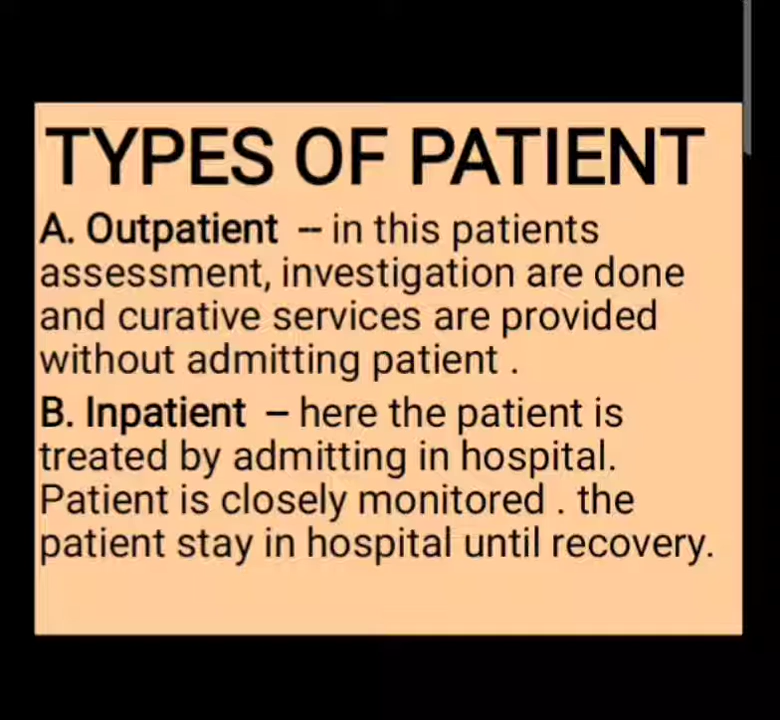 TYPES OF PATIENT
A. Outpatient -- in this patients
assessment, investigation are done
and curative services are provided
without admitting patient .
B. Inpatient – here the patient is
treated by admitting in hospital.
Patient is closely monitored . the
patient stay in hospital until recovery.